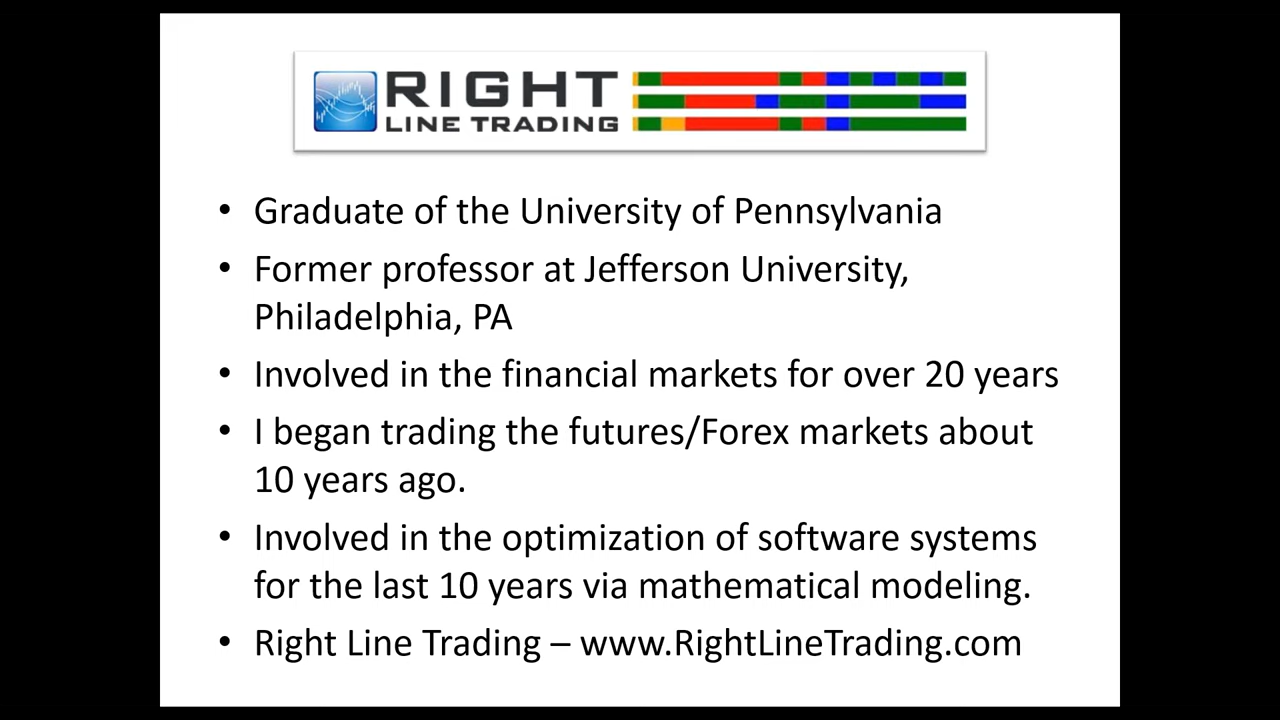 RIGHT
LINE TRADING
• Graduate of the University of Pennsylvania
• Former professor at Jefferson University,
Philadelphia, PA
• Involved in the financial markets for over 20 years
• I began trading the futures/Forex markets about
10 years ago.
• Involved in the optimization of software systems
for the last 10 years via mathematical modeling.
• Right Line Trading – www.RightLineTrading.com